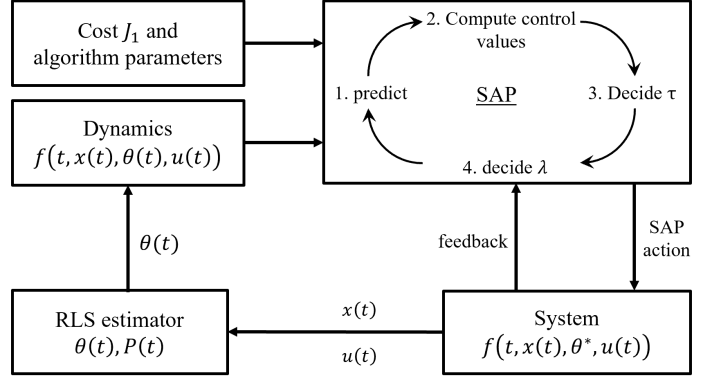 Cost J₁ and
algorithm parameters
2. Compute control
values
1. predict
SAP
3. Decide τ
4. decide λ
Dynamics
f(t, x(t), θ(t), u(t))
θ(t)
feedback
SAP
action
RLS estimator
θ(t), P(t)
x(t)
u(t)
System
f(t, x(t), θ*, u(t))